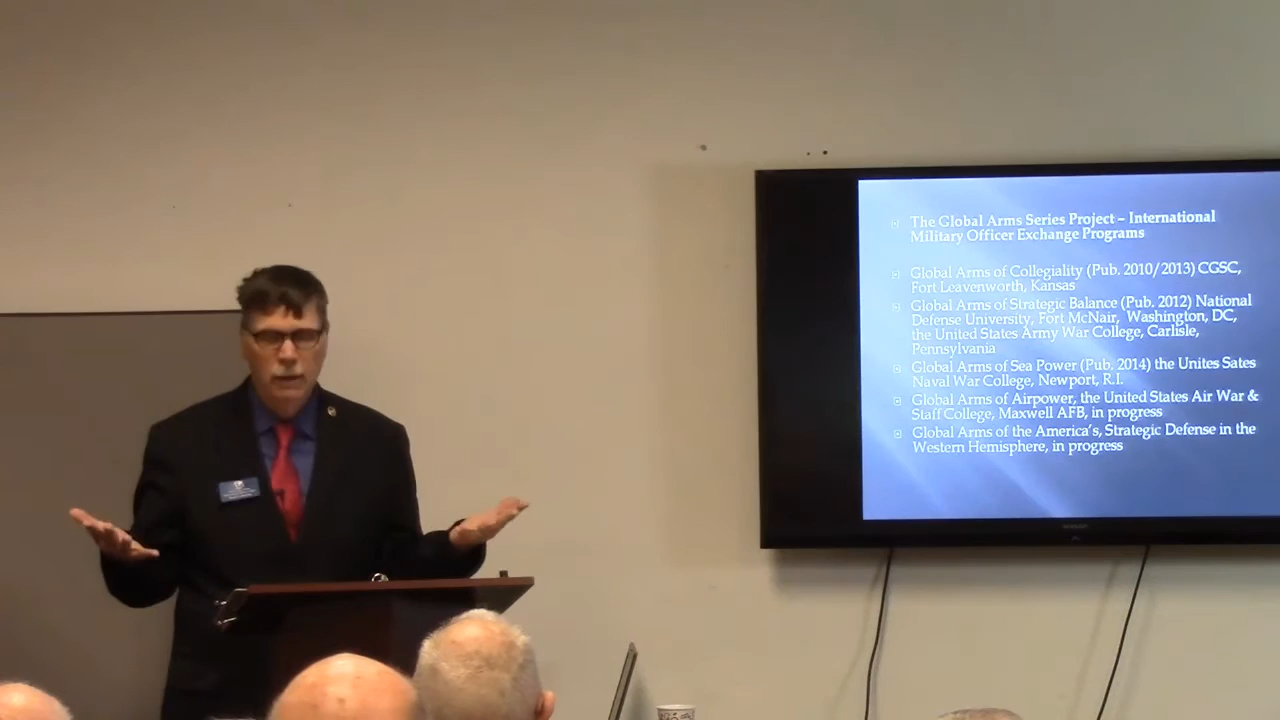 The Global Arms Series Project – International
Military Officer Exchange Programs
Global Arms of Collegiality (Pub. 2010/2013) CGSC,
Fort Leavenworth, Kansas
Global Arms of Strategic Balance (Pub. 2012) National
Defense University, Fort McNair, Washington, DC,
the United States Army War College, Carlisle,
Pennsylvania
Global Arms of Sea Power (Pub. 2014) the Unites Sates
Naval War College, Newport, R.I.
Global Arms of Airpower, the United States Air War &
Staff College, Maxwell AFB, in progress
Global Arms of the America's, Strategic Defense in the
Western Hemisphere, in progress